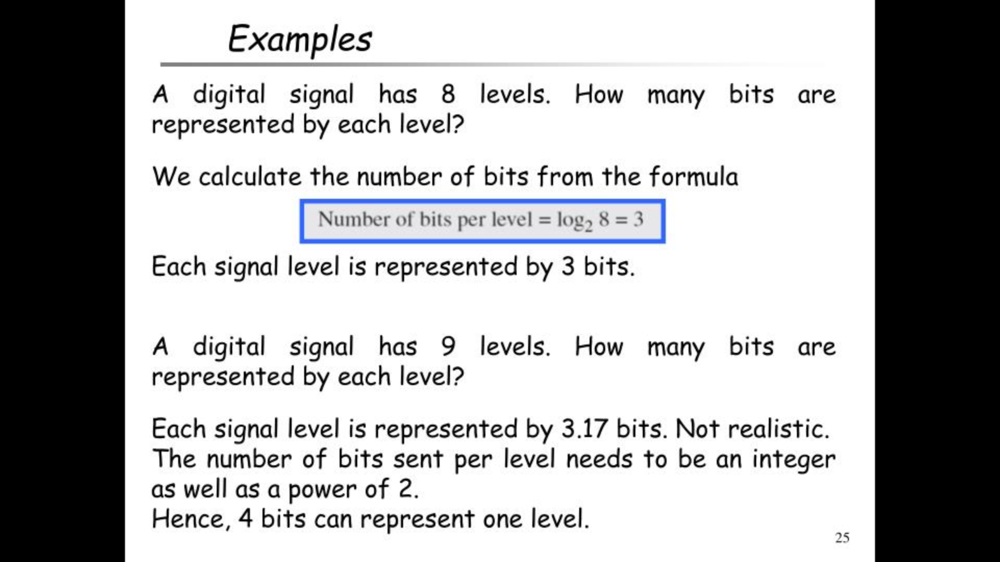 Examples
A digital signal has 8 levels. How many bits are
represented by each level?
We calculate the number of bits from the formula
Number of bits per level = log₂ 8 = 3
Each signal level is represented by 3 bits.
A digital signal has 9 levels. How many bits are
represented by each level?
Each signal level is represented by 3.17 bits. Not realistic.
The number of bits sent per level needs to be an integer
as well as a power of 2.
Hence, 4 bits can represent one level.
25